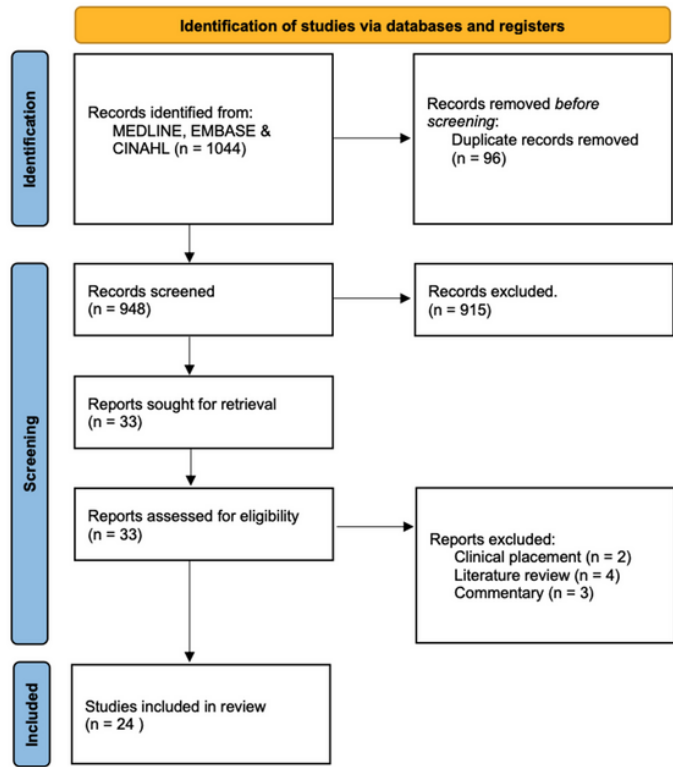 Identification of studies via databases and registers
Identification
Records identified from:
MEDLINE, EMBASE &
CINAHL (n = 1044)
Records removed before
screening:
Duplicate records removed
(n = 96)
Screening
Records screened
(n = 948)
Records excluded.
(n = 915)
Reports sought for retrieval
(n = 33)
Reports assessed for eligibility
(n = 33)
Reports excluded:
Clinical placement (n = 2)
Literature review (n = 4)
Commentary (n = 3)
Included
Studies included in review
(n = 24 )